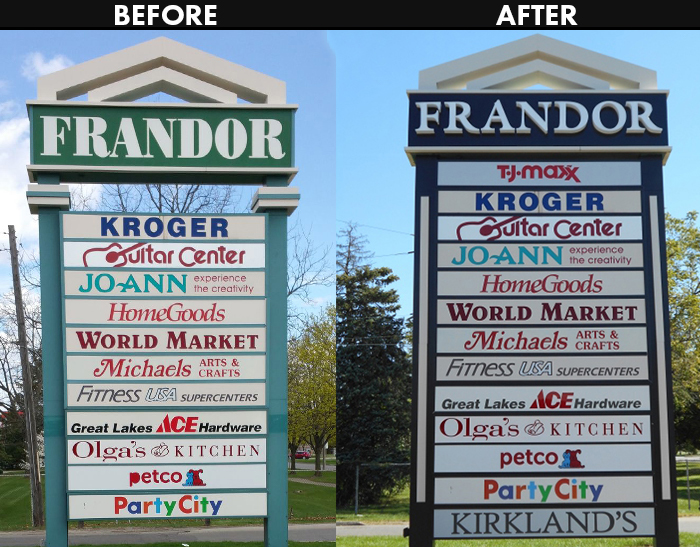 BEFORE
FRANDOR
KROGER
Guitar Center
JO-ANN experience
the creativity
HomeGoods
WORLD MARKET
Michaels ARTS &
CRAFTS
FITNESS USA SUPERCENTERS
Great Lakes ACE Hardware
Olga's KITCHEN
petco
PartyCity
AFTER
FRANDOR
T·J·maxx
KROGER
Guitar Center
JO-ANN experience
the creativity
HomeGoods
WORLD MARKET
Michaels ARTS &
CRAFTS
FITNESS USA SUPERCENTERS
Great Lakes ACE Hardware
Olga's KITCHEN
petco
PartyCity
KIRKLAND'S